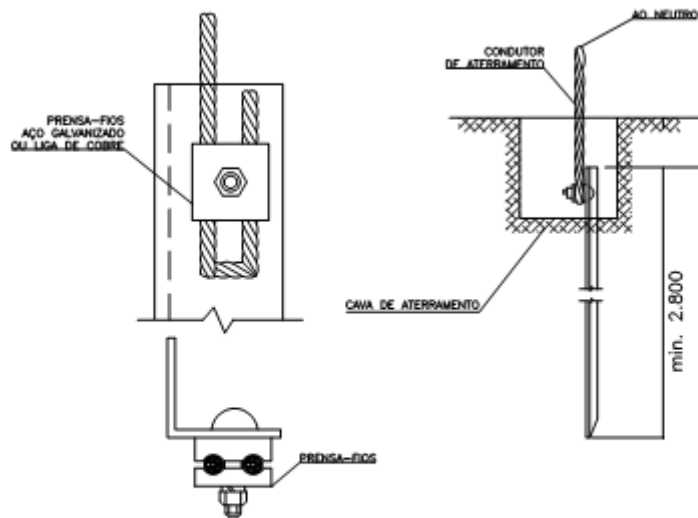 AO NEUTRO
CONDUTOR
DE ATERRAMENTO
PRENSA-FIOS
AÇO GALVANIZADO
OU LIGA DE COBRE
CAVA DE ATERRAMENTO
min. 2.800
PRENSA-FIOS